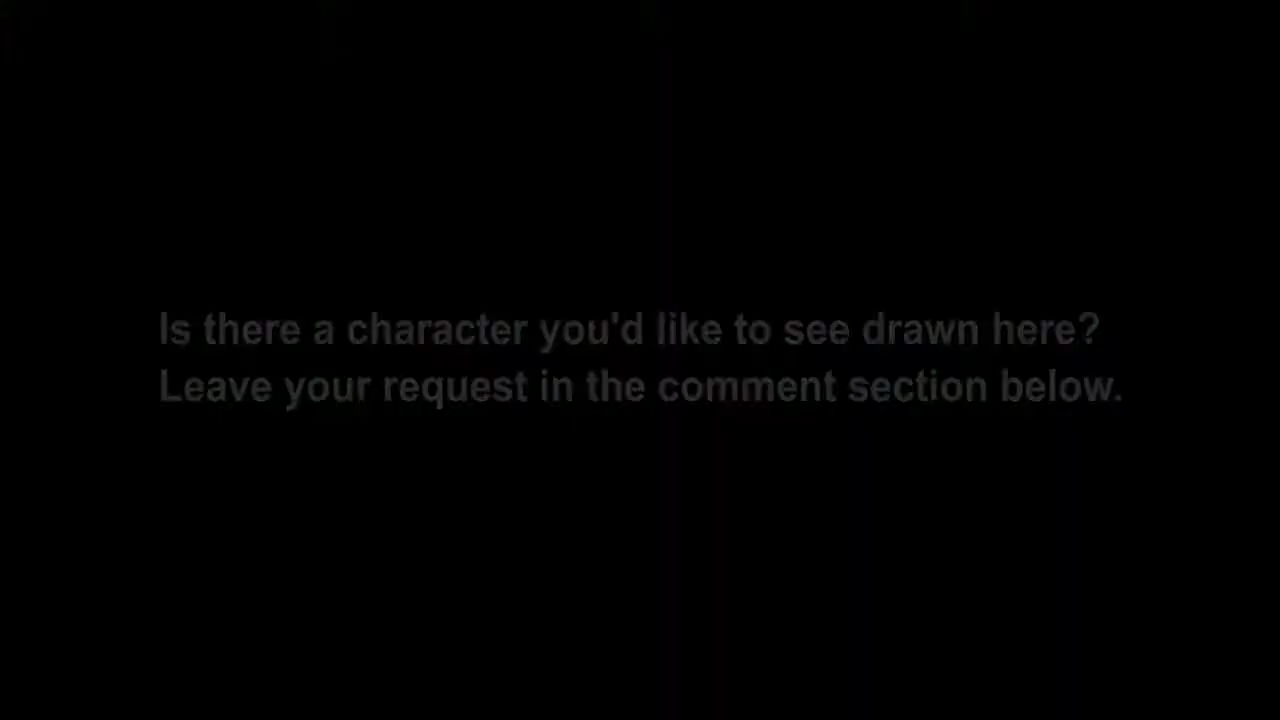 Is there a character you'd like to see drawn here?
Leave your request in the comment section below.